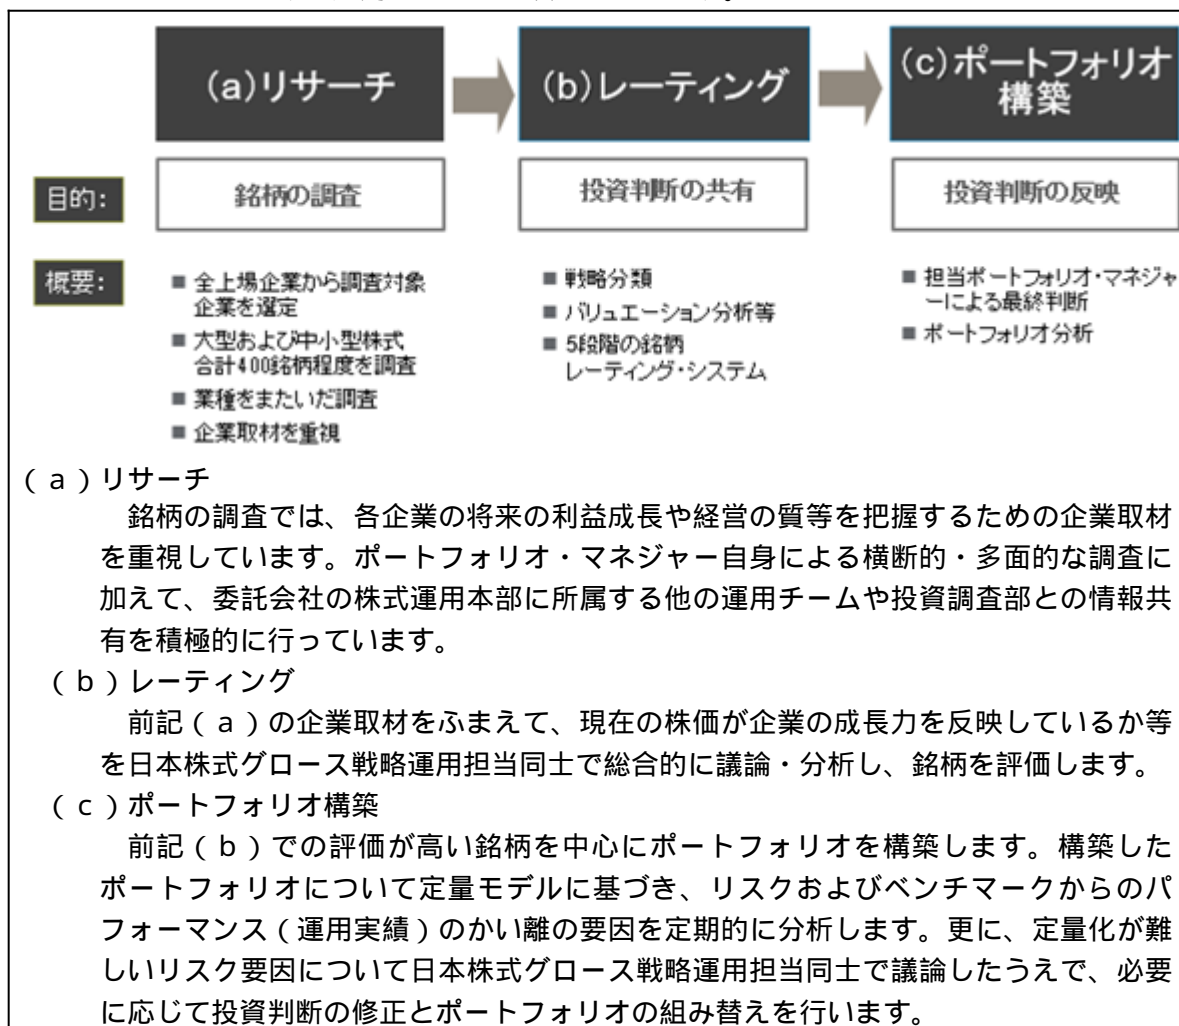 (a)リサーチ
(b)レーティング
(c)ポートフォリオ
構築
目的:
銘柄の調査
投資判断の共有
投資判断の反映
概要:
■ 全上場企業から調査対象
企業を選定
■ 大型および中小型株式
合計400銘柄程度を調査
■ 業種をまたいだ調査
■ 企業取材を重視
■ 戦略分類
■ バリュエーション分析等
■ 5段階の銘柄
レーティング・システム
■ 担当ポートフォリオ・マネジャ
ーによる最終判断
■ ポートフォリオ分析
(a)リサーチ
銘柄の調査では、各企業の将来の利益成長や経営の質等を把握するための企業取材
を重視しています。ポートフォリオ・マネジャー自身による横断的・多面的な調査に
加えて、委託会社の株式運用本部に所属する他の運用チームや投資調査部との情報共
有を積極的に行っています。
(b)レーティング
前記(a)の企業取材をふまえて、現在の株価が企業の成長力を反映しているか等
を日本株式グロース戦略運用担当同士で総合的に議論・分析し、銘柄を評価します。
(c)ポートフォリオ構築
前記(b)での評価が高い銘柄を中心にポートフォリオを構築します。構築した
ポートフォリオについて定量モデルに基づき、リスクおよびベンチマークからのパ
フォーマンス(運用実績)のかい離の要因を定期的に分析します。更に、定量化が難
しいリスク要因について日本株式グロース戦略運用担当同士で議論したうえで、必要
に応じて投資判断の修正とポートフォリオの組み替えを行います。